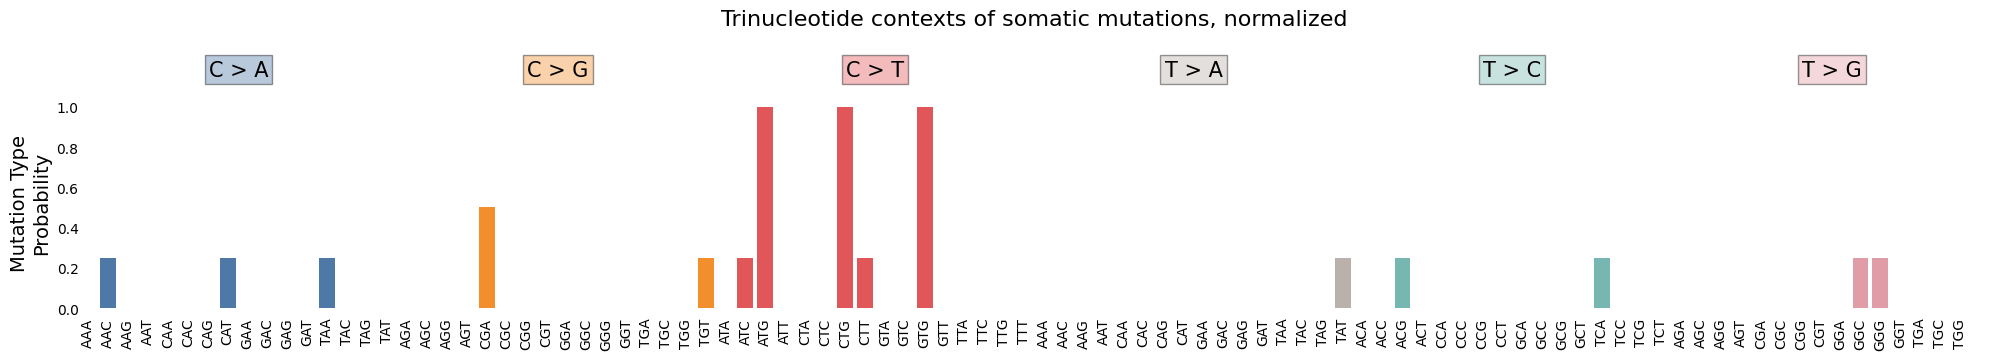 Trinucleotide contexts of somatic mutations, normalized
C > A C > G C > T T > A T > C T > G
Mutation Type
Probability
1.0
0.8
0.6
0.4
0.2
0.0
AAA AAC AAG AAT CAA CAC CAG CAT GAA GAC GAG GAT TAA TAC TAG TAT AGA AGC AGG AGT CGA CGC CGG CGT GGA GGC GGG GGT TGA TGC TGG TGT ATA ATC ATG ATT CTA CTC CTG CTT GTA GTC GTG GTT TTA TTC TTG TTT AAA AAC AAG AAT CAA CAC CAG CAT GAA GAC GAG GAT TAA TAC TAG TAT ACA ACC ACG ACT CCA CCC CCG CCT GCA GCC GCG GCT TCA TCC TCG TCT AGA AGC AGG AGT CGA CGC CGG CGT GGA GGC GGG GGT TGA TGC TGG